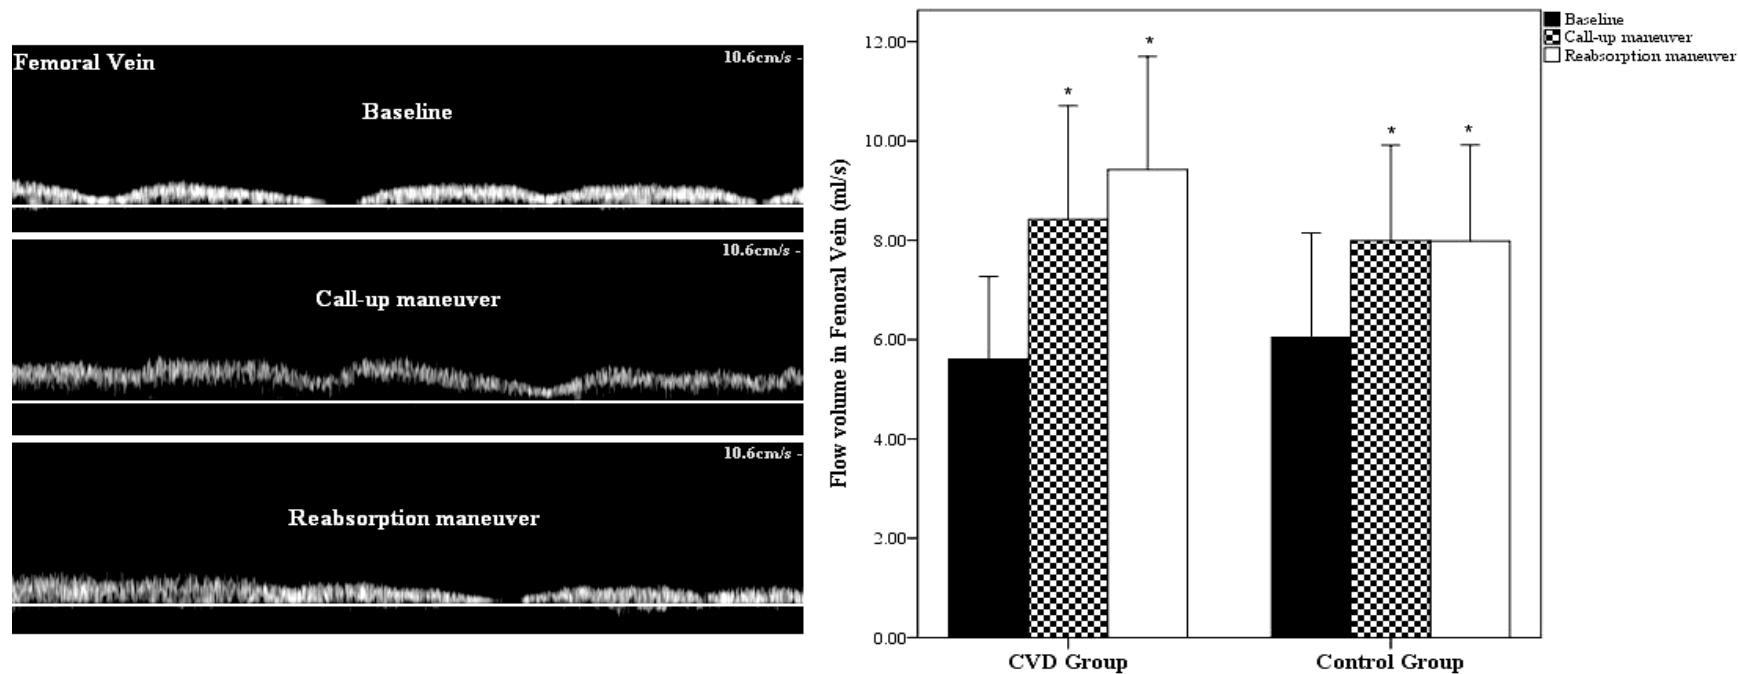 Femoral Vein
10.6cm/s -
Baseline
10.6cm/s -
Call-up maneuver
10.6cm/s -
Reabsorption maneuver
Flow volume in Fenoral Vein (ml/s)
12.00
10.00
8.00
6.00
4.00
2.00
0.00
*
*
*
*
CVD Group
Control Group
Baseline
Call-up maneuver
Reabsorption maneuver